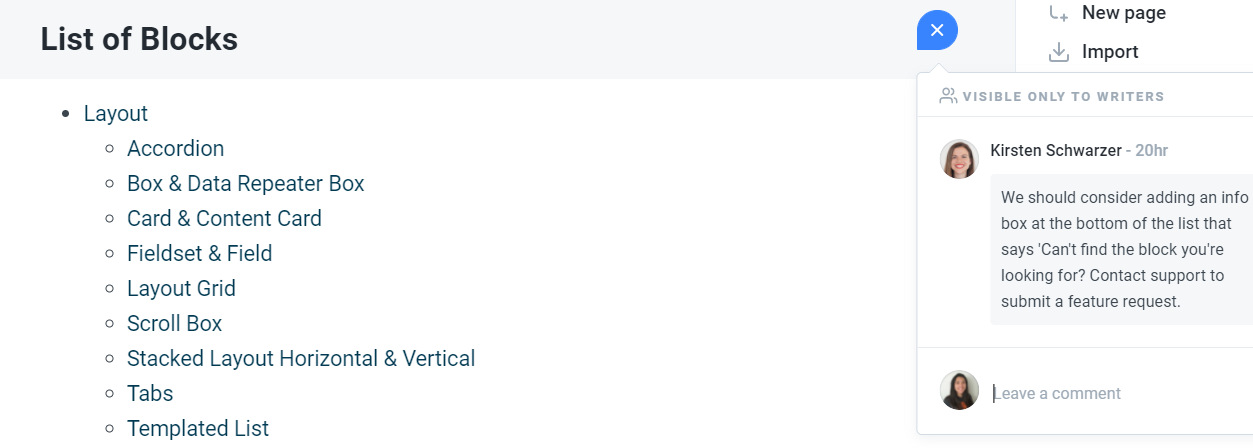 List of Blocks
New page
Import
Layout
Accordion
Box & Data Repeater Box
Card & Content Card
Fieldset & Field
Layout Grid
Scroll Box
Stacked Layout Horizontal & Vertical
Tabs
Templated List
VISIBLE ONLY TO WRITERS
Kirsten Schwarzer - 20hr
We should consider adding an info
box at the bottom of the list that
says 'Can't find the block you're
looking for? Contact support to
submit a feature request.
Leave a comment